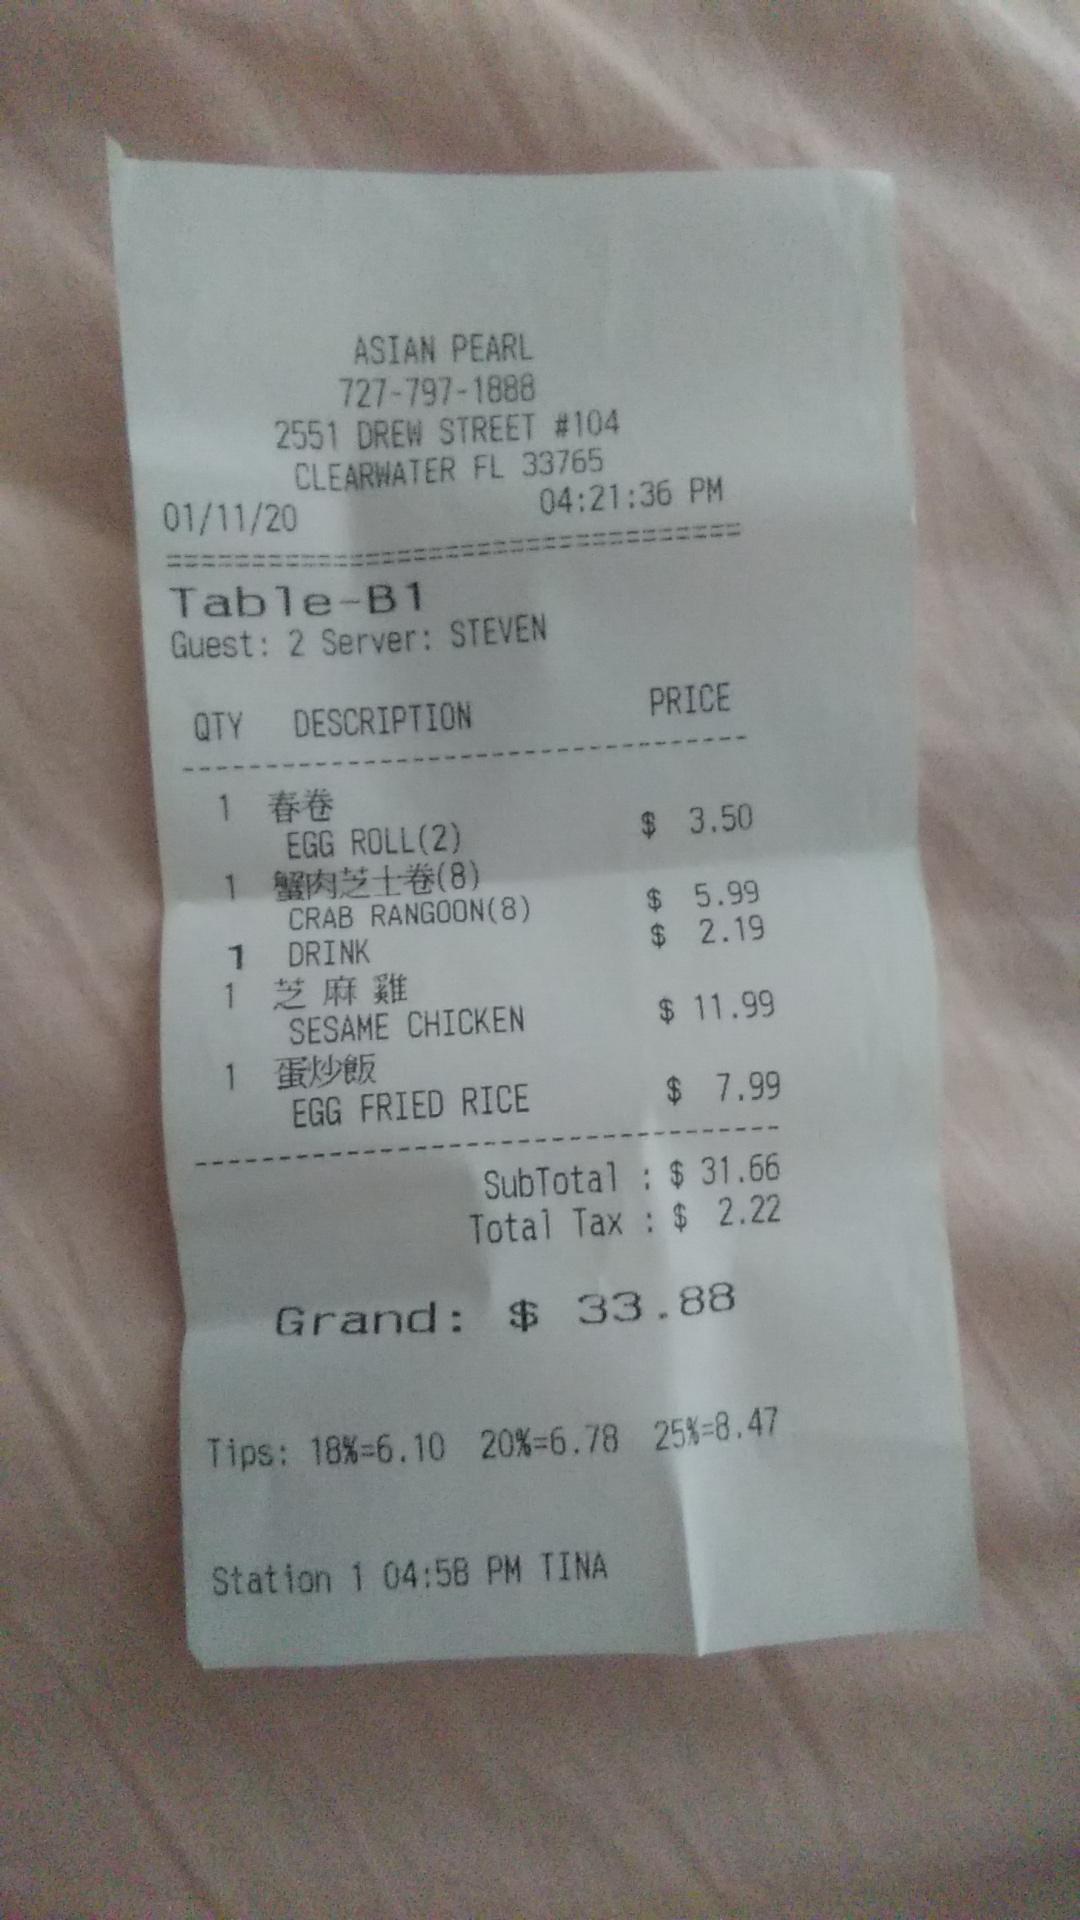 ASIAN PEARL
727-797-1888
2551 DREW STREET #104
CLEARWATER FL 33765
01/11/20 04:21:36 PM
Table-B1
Guest: 2 Server: STEVEN
QTY DESCRIPTION PRICE
1 春卷
EGG ROLL(2) $ 3.50
1 蟹肉芝士卷(8)
CRAB RANGOON(8) $ 5.99
1 DRINK $ 2.19
1 芝 麻 雞
SESAME CHICKEN $ 11.99
1 蛋炒飯
EGG FRIED RICE $ 7.99
SubTotal : $ 31.66
Total Tax : $ 2.22
Grand: $ 33.88
Tips: 18%=6.10 20%=6.78 25%=8.47
Station 1 04:58 PM TINA